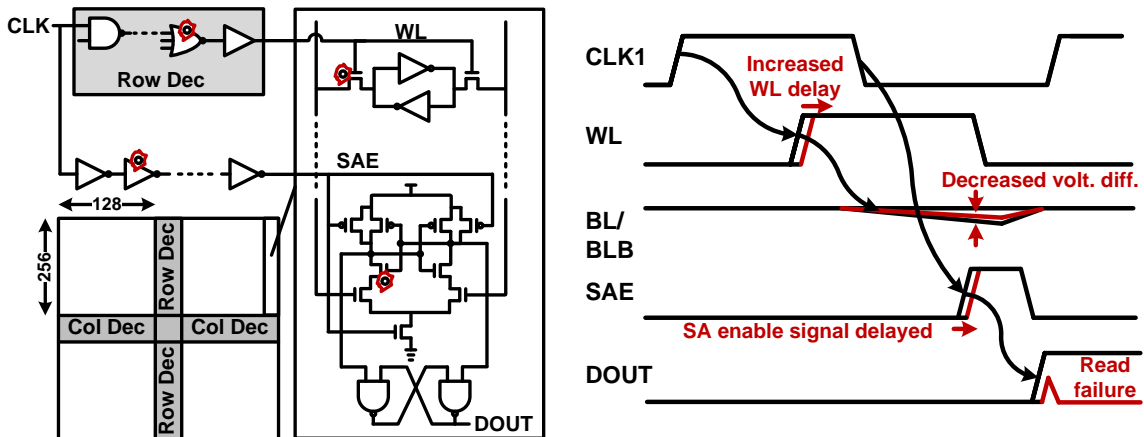 CLK
Row Dec
WL
SAE
128
256
Row Dec
Col Dec
Col Dec
Row Dec
DOUT
CLK1
Increased
WL delay
WL
Decreased volt. diff.
BL/
BLB
SAE
SA enable signal delayed
DOUT
Read
failure